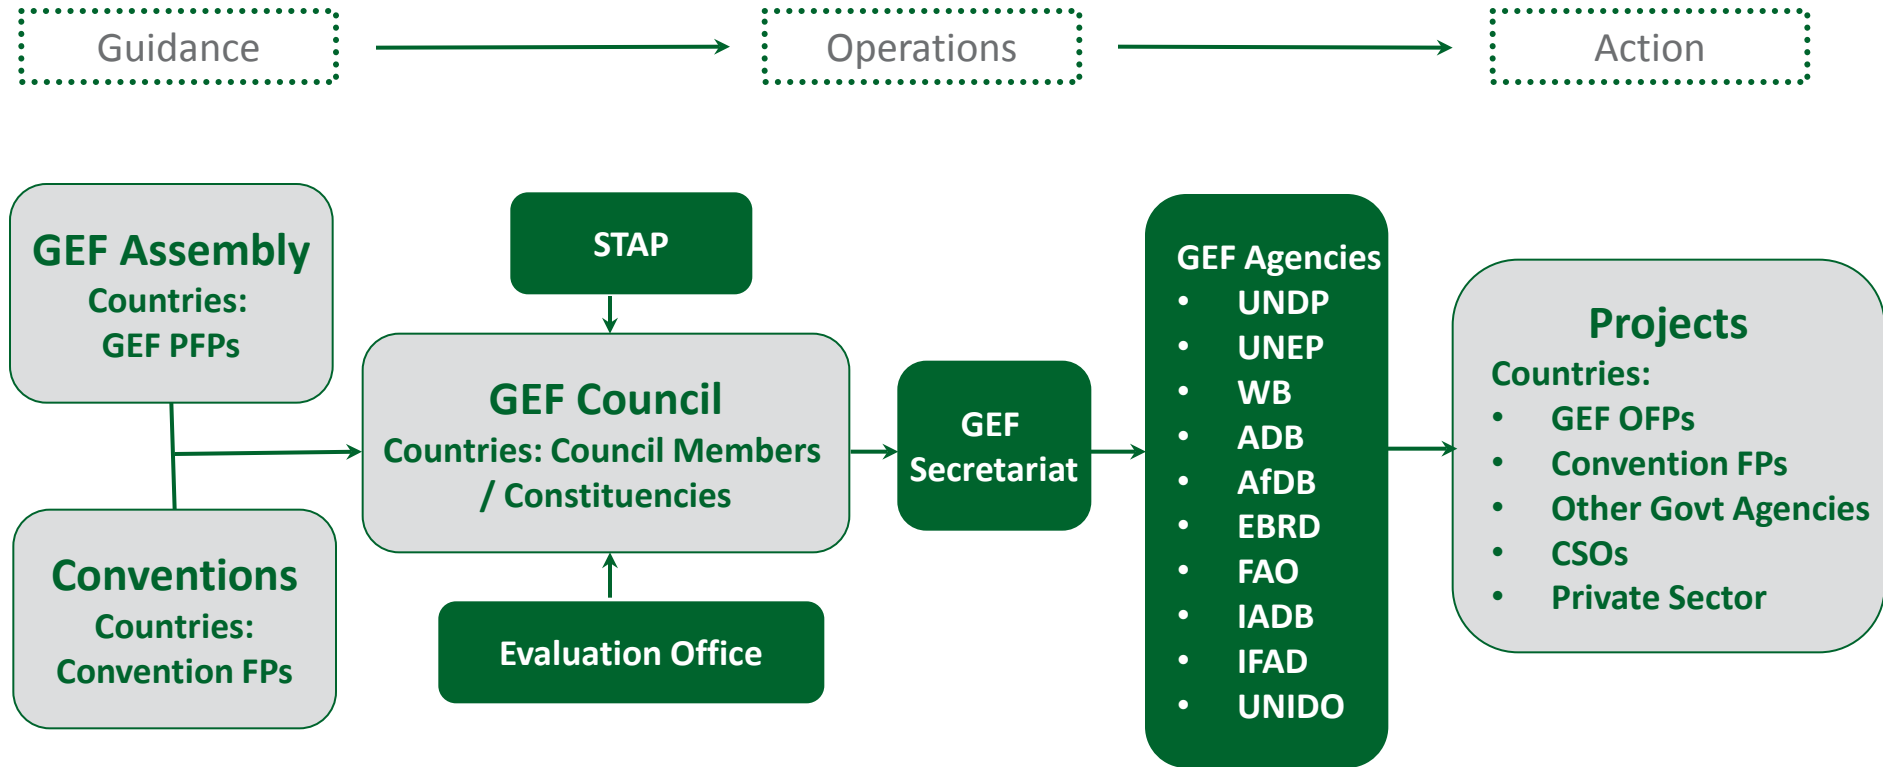 Guidance
Operations
Action
GEF Assembly
Countries:
GEF PFPs
Conventions
Countries:
Convention FPs
STAP
GEF Council
Countries: Council Members
/ Constituencies
Evaluation Office
GEF
Secretariat
GEF Agencies
• UNDP
• UNEP
• WB
• ADB
• AfDB
• EBRD
• FAO
• IADB
• IFAD
• UNIDO
Projects
Countries:
• GEF OFPs
• Convention FPs
• Other Govt Agencies
• CSOs
• Private Sector